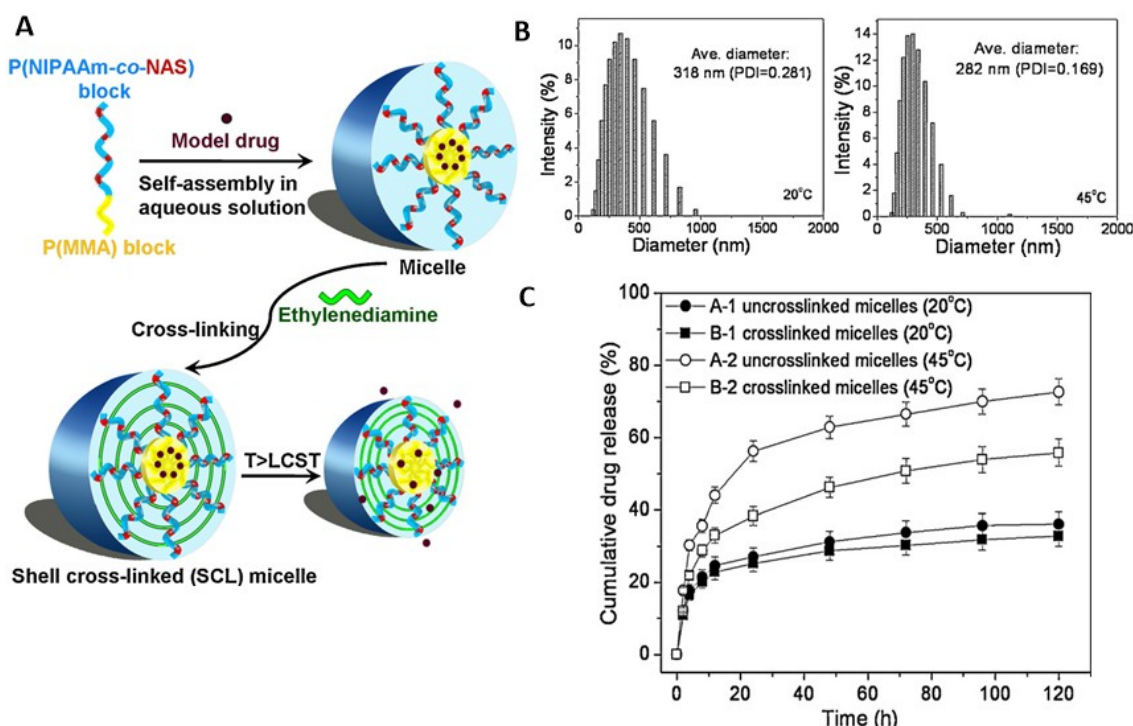 A
P(NIPAAm-co-NAS)
block
Model drug
Self-assembly in
aqueous solution
P(MMA) block
Micelle
Cross-linking
Ethylenediamine
T>LCST
Shell cross-linked (SCL) micelle
B
Intensity (%)
10
8
6
4
2
0
Ave. diameter:
318 nm (PDI=0.281)
20°C
0 500 1000 1500 2000
Diameter (nm)
Intensity (%)
14
12
10
8
6
4
2
0
Ave. diameter:
282 nm (PDI=0.169)
45°C
0 500 1000 1500 2000
Diameter (nm)
C
Cumulative drug release (%)
100
80
60
40
20
0
A-1 uncrosslinked micelles (20°C)
B-1 crosslinked micelles (20°C)
A-2 uncrosslinked micelles (45°C)
B-2 crosslinked micelles (45°C)
0 20 40 60 80 100 120
Time (h)